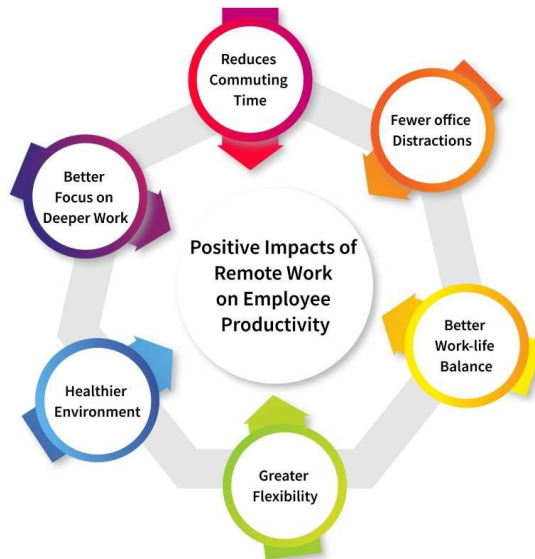 Reduces
Commuting
Time
Fewer office
Distractions
Better
Focus on
Deeper Work
Positive Impacts of
Remote Work
on Employee
Productivity
Better
Work-life
Balance
Healthier
Environment
Greater
Flexibility